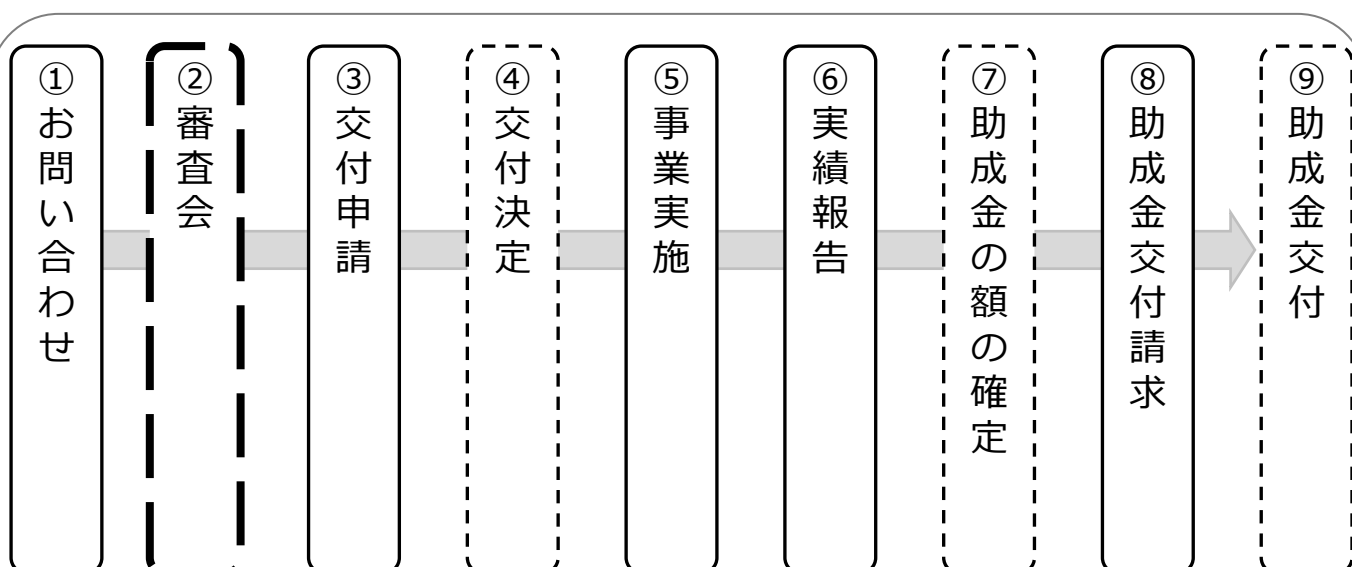 ①お問い合わせ
②審査会
③交付申請
④交付決定
⑤事業実施
⑥実績報告
⑦助成金の額の確定
⑧助成金交付請求
⑨助成金交付